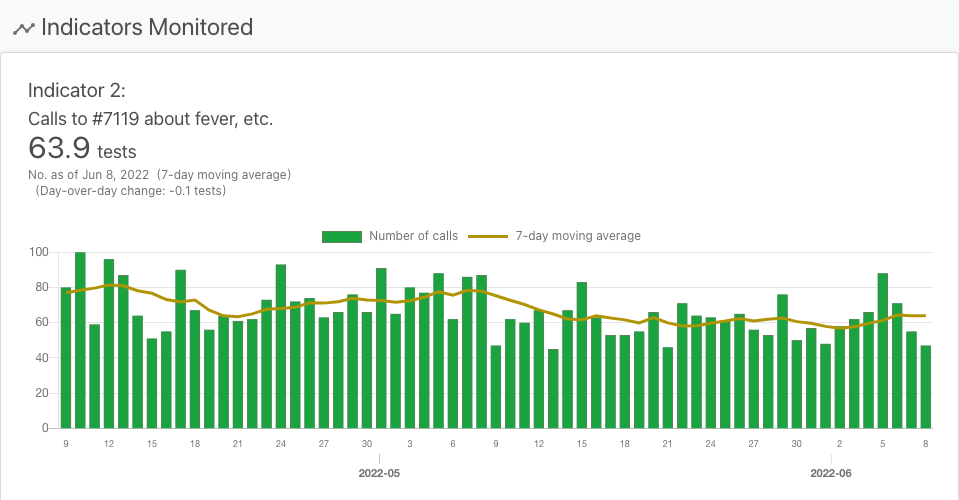 Indicators Monitored
Indicator 2:
Calls to #7119 about fever, etc.
63.9 tests
No. as of Jun 8, 2022 (7-day moving average)
(Day-over-day change: -0.1 tests)
Number of calls 7-day moving average
100
80
60
40
20
0
9 12 15 18 21 24 27 30 3 6 9 12 15 18 21 24 27 30 2 5 8
2022-05 2022-06